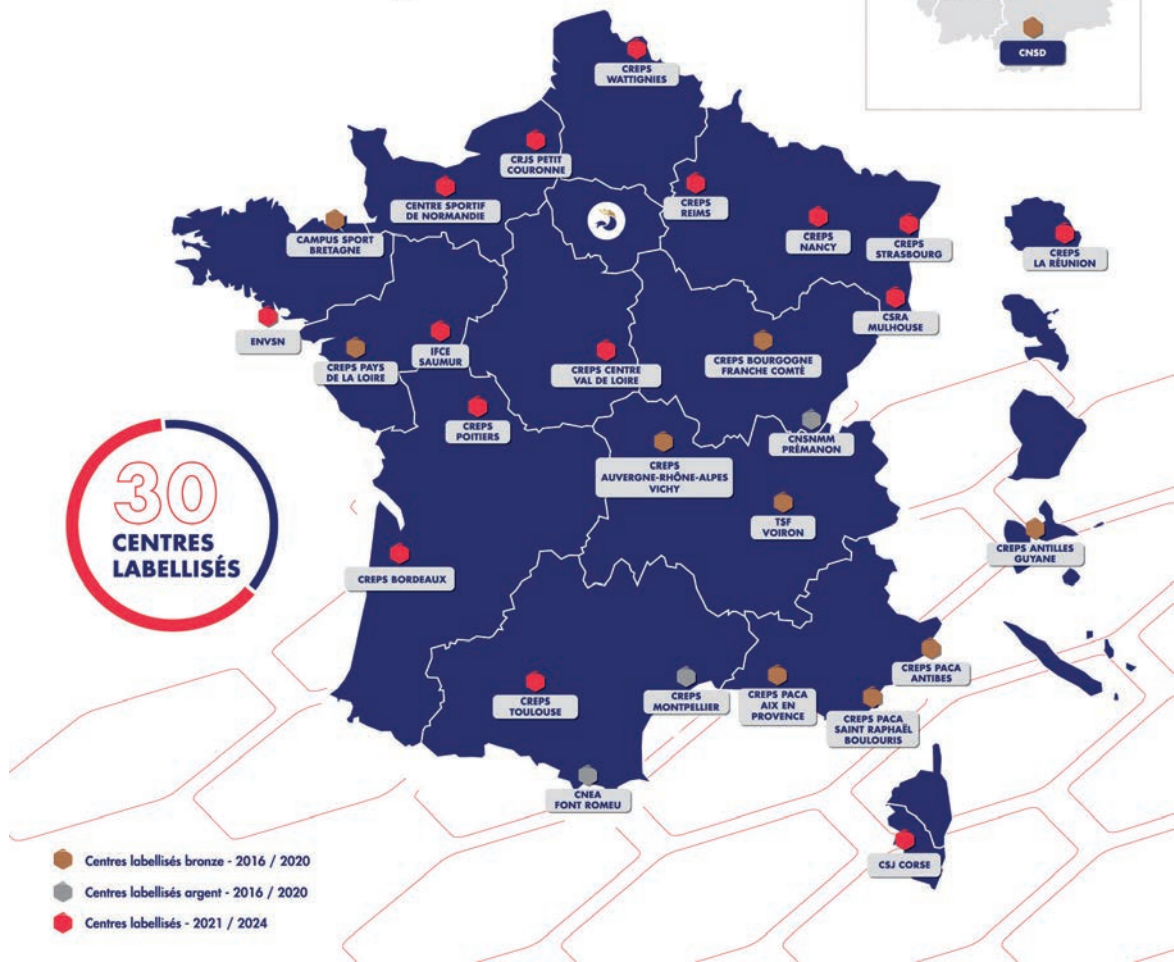 CNSD
CREPS
WATTIGNIES
CRJS PETIT
COURONNE
CENTRE SPORTIF
DE NORMANDIE
CREPS
REIMS
CAMPUS SPORT
BRETAGNE
CREPS
NANCY
CREPS
STRASBOURG
CREPS
LA RÉUNION
ENVSN
CSRA
MULHOUSE
IFCE
SAUMUR
CREPS PAYS
DE LA LOIRE
CREPS CENTRE
VAL DE LOIRE
CREPS BOURGOGNE
FRANCHE COMTÈ
CREPS
POITIERS
CNSNMM
PRÉMANON
CREPS
AUVERGNE-RHÔNE-ALPES
VICHY
TSF
VOIRON
30
CENTRES
LABELLISÉS
CREPS ANTILLES
GUYANE
CREPS BORDEAUX
CREPS PACA
ANTIBES
CREPS
TOULOUSE
CREPS
MONTPELLIER
CREPS PACA
AIX EN
PROVENCE
CREPS PACA
SAINT RAPHAËL
BOULOURIS
CNEA
FONT ROMEU
CSJ CORSE
Centres labellisés bronze - 2016 / 2020
Centres labellisés argent - 2016 / 2020
Centres labellisés - 2021 / 2024